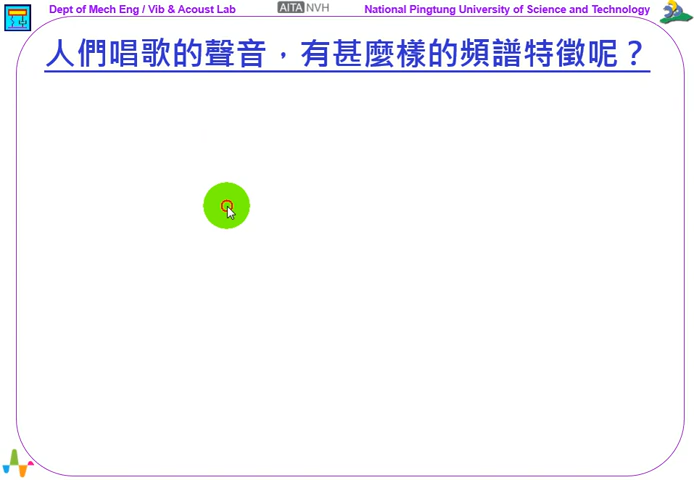 Dept of Mech Eng / Vib & Acoust Lab
AITA NVH
National Pingtung University of Science and Technology
人們唱歌的聲音，有甚麼樣的頻譜特徵呢？